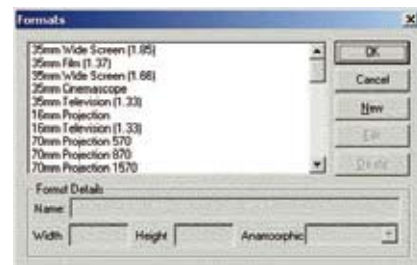 Formats
35mm Wide Screen (1.85)
35mm Film (1.37)
35mm Wide Screen (1.66)
35mm Cinemascope
35mm Television (1.33)
16mm Projection
16mm Television (1.33)
70mm Projection 570
70mm Projection 870
70mm Projection 1570
OK
Cancel
New
Edit
Delete
Format Details
Name:
Width
Height
Anamorphic